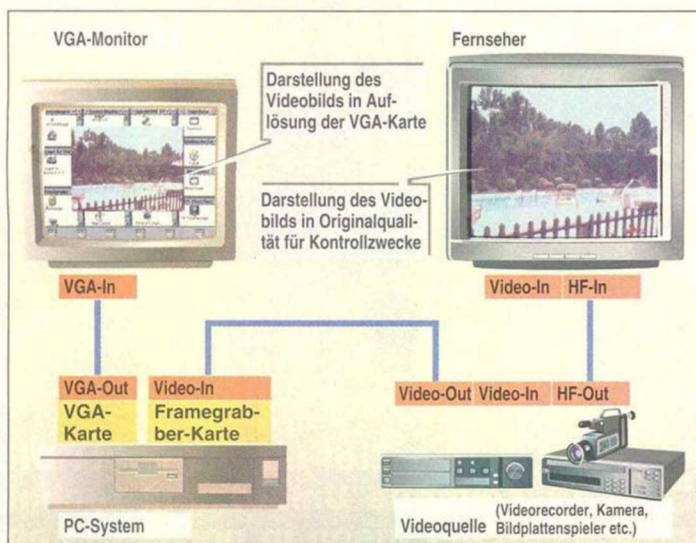 VGA-Monitor
Fernseher
Darstellung des
Videobilds in Auf-
lösung der VGA-Karte
Darstellung des Video-
bilds in Originalquali-
tät für Kontrollzwecke
VGA-In
Video-In HF-In
VGA-Out
Video-In
Video-Out Video-In HF-Out
VGA-
Karte
Framegrab-
ber-Karte
PC-System
Videoquelle
(Videorecorder, Kamera,
Bildplattenspieler etc.)